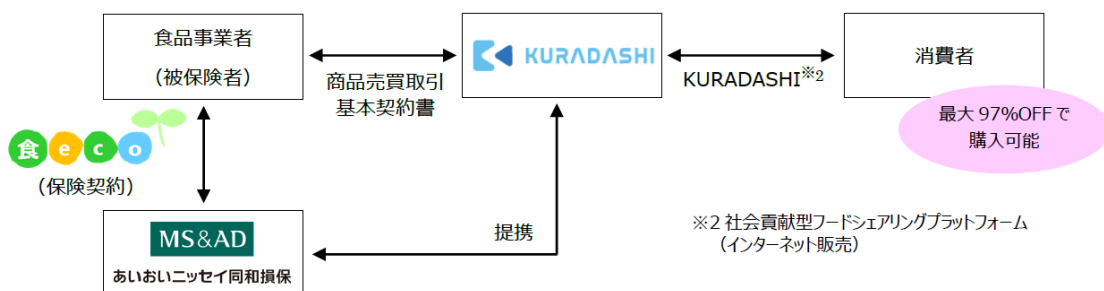 食品事業者
(被保険者)
商品売買取引
基本契約書
KURADASHI
KURADASHI※2
消費者
最大 97%OFF で
購入可能
食eco
(保険契約)
MS&AD
あいおいニッセイ同和損保
提携
※2 社会貢献型フードシェアリングプラットフォーム
(インターネット販売)